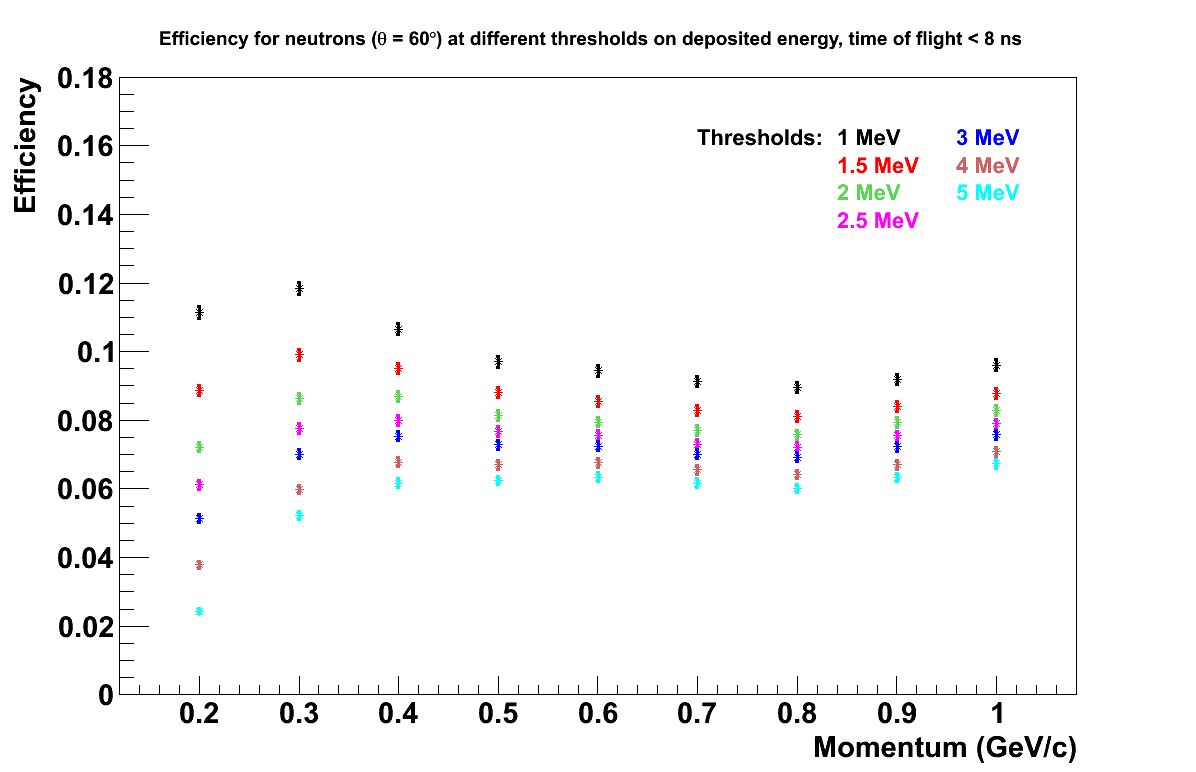 Efficiency for neutrons (θ = 60°) at different thresholds on deposited energy, time of flight < 8 ns
Efficiency
0.18
0.16
0.14
0.12
0.1
0.08
0.06
0.04
0.02
0
Thresholds: 1 MeV 3 MeV
1.5 MeV 4 MeV
2 MeV 5 MeV
2.5 MeV
0.2 0.3 0.4 0.5 0.6 0.7 0.8 0.9 1
Momentum (GeV/c)